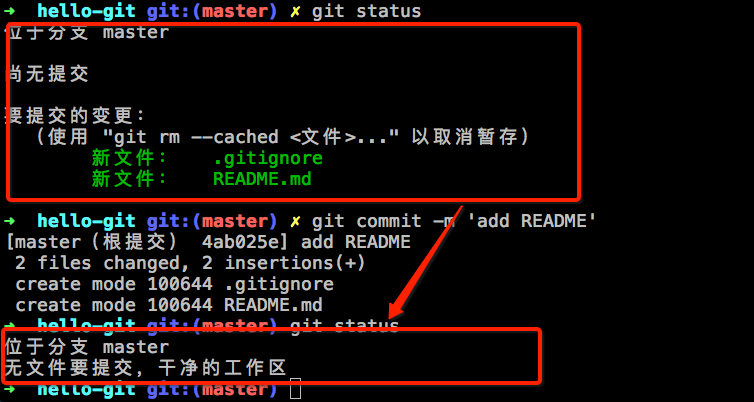 ➜ hello-git git:(master) ✗ git status
位于分支 master
尚无提交
要提交的变更：
（使用 "git rm --cached <文件>..." 以取消暂存）
新文件： .gitignore
新文件： README.md
➜ hello-git git:(master) ✗ git commit -m 'add README'
[master（根提交） 4ab025e] add README
2 files changed, 2 insertions(+)
create mode 100644 .gitignore
create mode 100644 README.md
➜ hello-git git:(master) git status
位于分支 master
无文件要提交，干净的工作区
➜ hello-git git:(master)